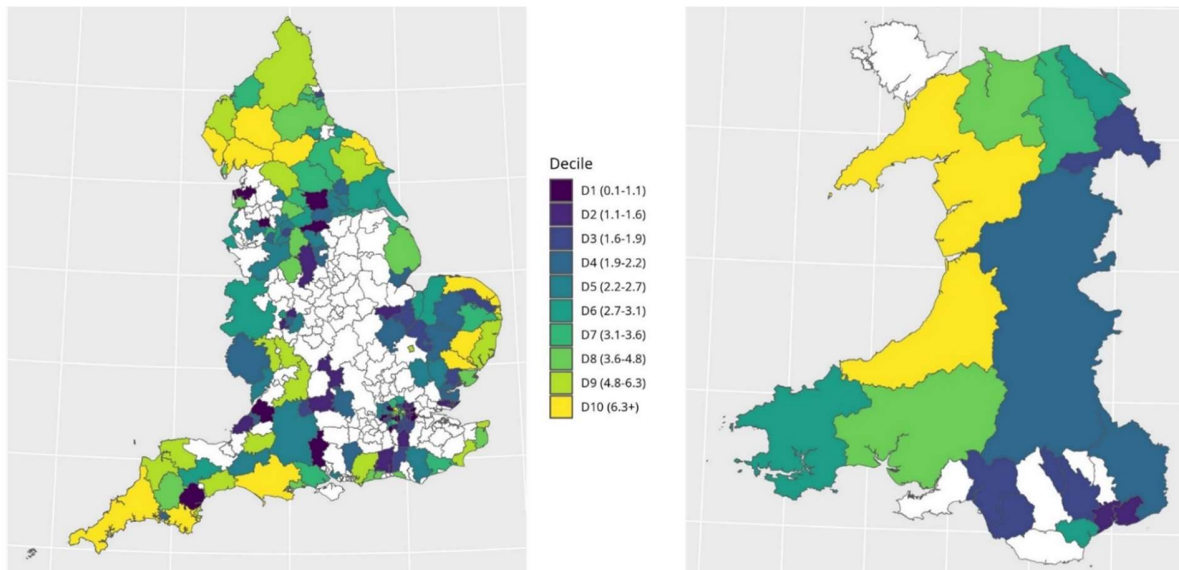 Decile
D1 (0.1-1.1)
D2 (1.1-1.6)
D3 (1.6-1.9)
D4 (1.9-2.2)
D5 (2.2-2.7)
D6 (2.7-3.1)
D7 (3.1-3.6)
D8 (3.6-4.8)
D9 (4.8-6.3)
D10 (6.3+)